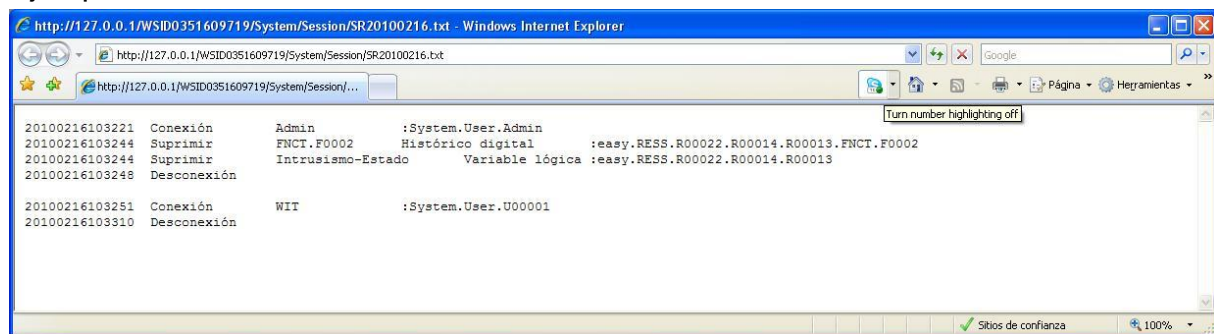 http://127.0.0.1/WSID0351609719/System/Session/SR20100216.txt - Windows Internet Explorer
http://127.0.0.1/WSID0351609719/System/Session/SR20100216.txt
Google
http://127.0.0.1/WSID0351609719/System/Session/...
Página
Herramientas
Turn number highlighting off
20100216103221 Conexión Admin :System.User.Admin
20100216103244 Suprimir FNCT.F0002 Histórico digital :easy.RESS.R00022.R00014.R00013.FNCT.F0002
20100216103244 Suprimir Intrusismo-Estado Variable lógica :easy.RESS.R00022.R00014.R00013
20100216103248 Desconexión
20100216103251 Conexión WIT :System.User.U00001
20100216103310 Desconexión
Sitios de confianza
100%